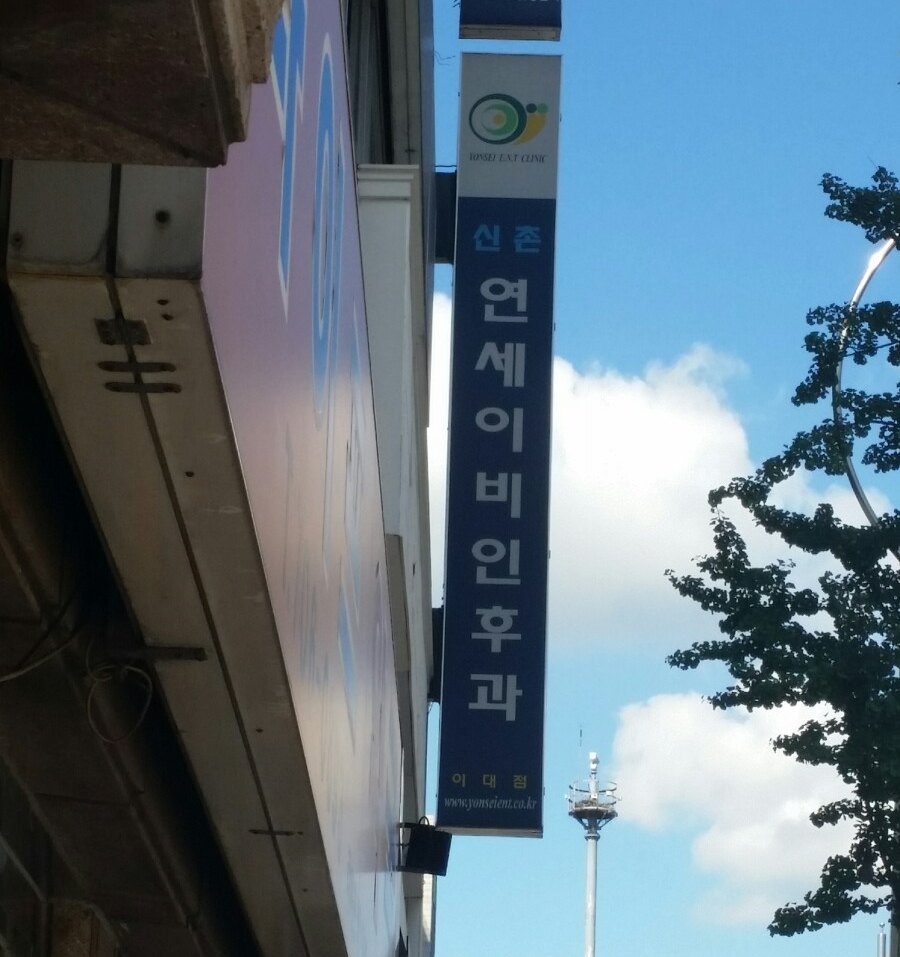 YONSEI E.N.T CLINIC
신촌
연세이비인후과
이대점
www.yonseient.co.kr